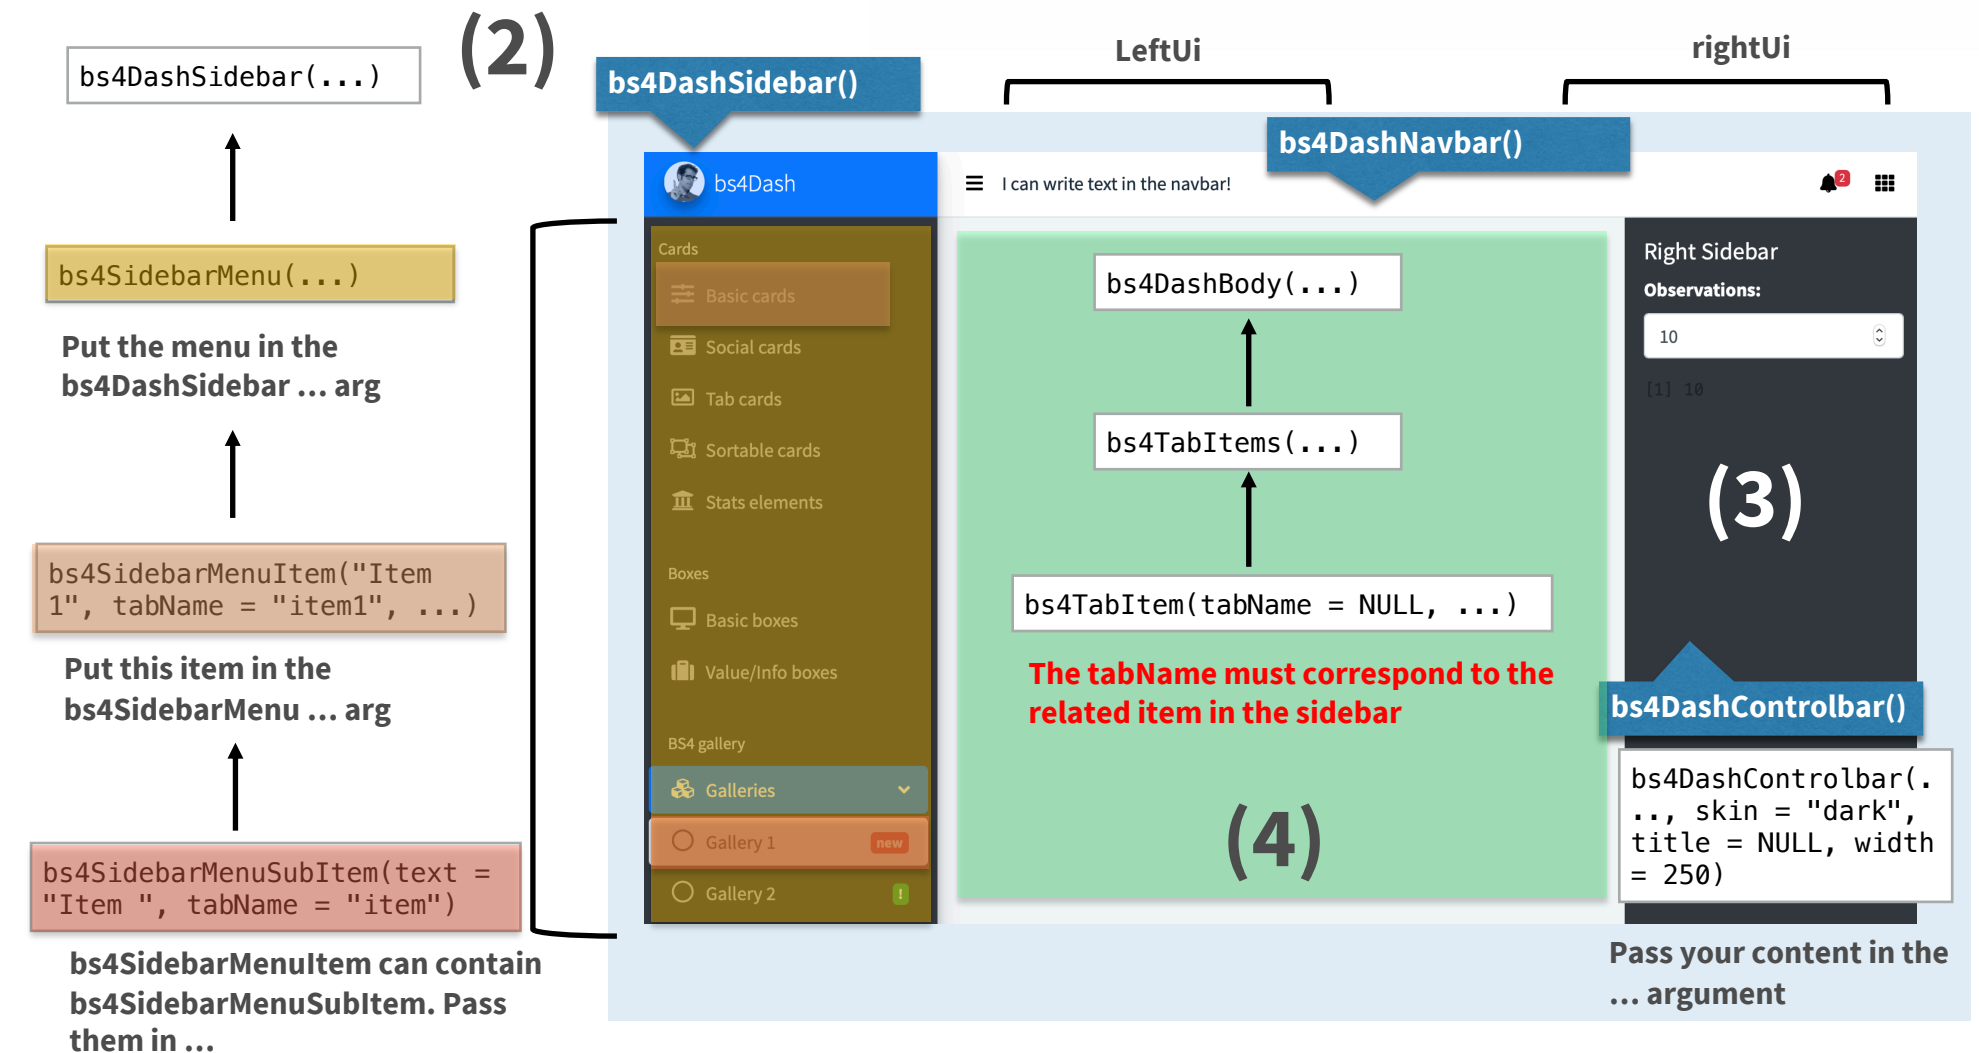 (2)
bs4DashSidebar(...)
bs4SidebarMenu(...)
Put the menu in the
bs4DashSidebar ... arg
bs4SidebarMenuItem("Item
1", tabName = "item1", ...)
Put this item in the
bs4SidebarMenu ... arg
bs4SidebarMenuSubItem(text =
"Item ", tabName = "item")
bs4SidebarMenuItem can contain
bs4SidebarMenuSubItem. Pass
them in ...
LeftUi
rightUi
bs4DashSidebar()
bs4DashNavbar()
bs4Dash
I can write text in the navbar!
2
Cards
Basic cards
Social cards
Tab cards
Sortable cards
Stats elements
Boxes
Basic boxes
Value/Info boxes
BS4 gallery
Galleries
Gallery 1
new
Gallery 2
!
bs4DashBody(...)
bs4TabItems(...)
bs4TabItem(tabName = NULL, ...)
The tabName must correspond to the
related item in the sidebar
(4)
Right Sidebar
Observations:
10
[1] 10
(3)
bs4DashControlbar()
bs4DashControlbar(.
.., skin = "dark",
title = NULL, width
= 250)
Pass your content in the
... argument